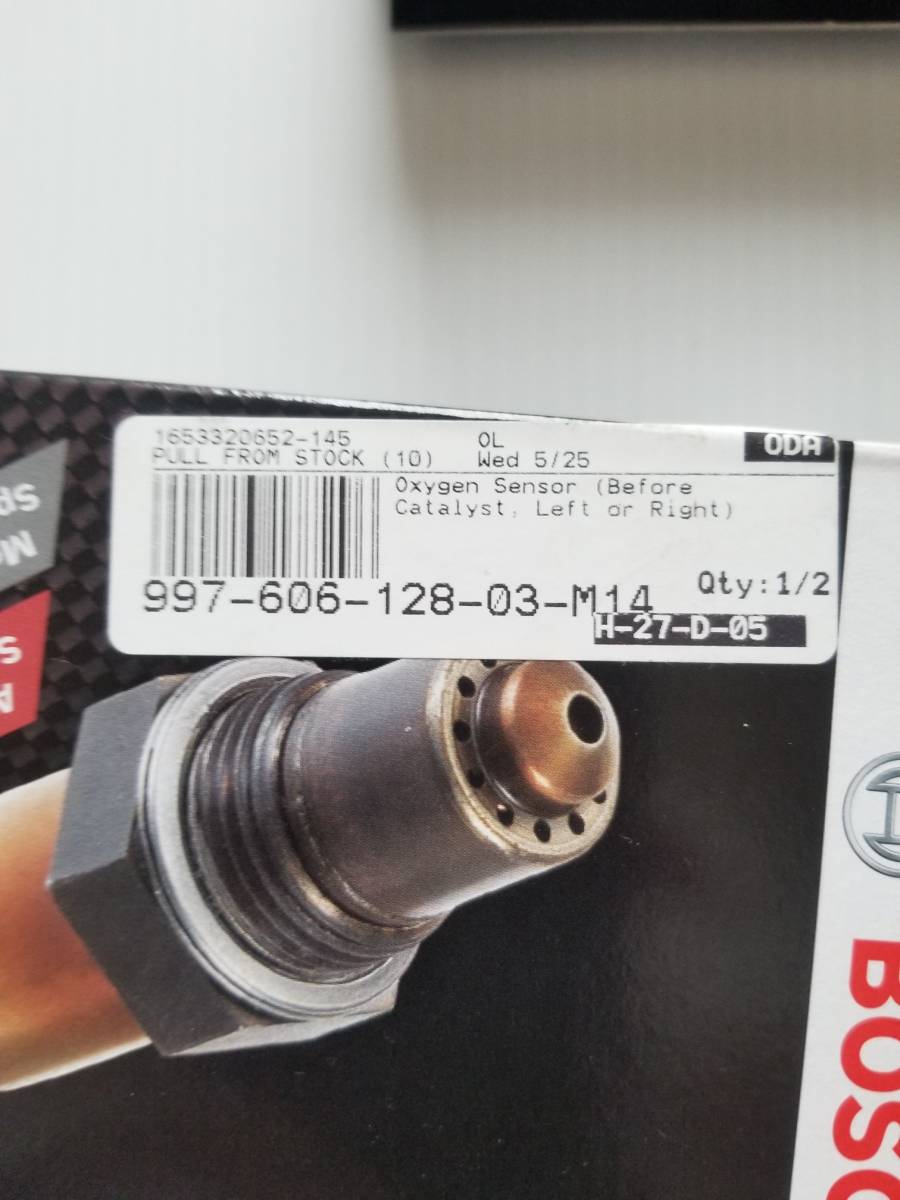 1653320652-145
OL
ODA
PULL FROM STOCK (10)
Wed 5/25
Oxygen Sensor (Before
Catalyst, Left or Right)
997-606-128-03-M14
Qty:1/2
H-27-D-05
BOSC